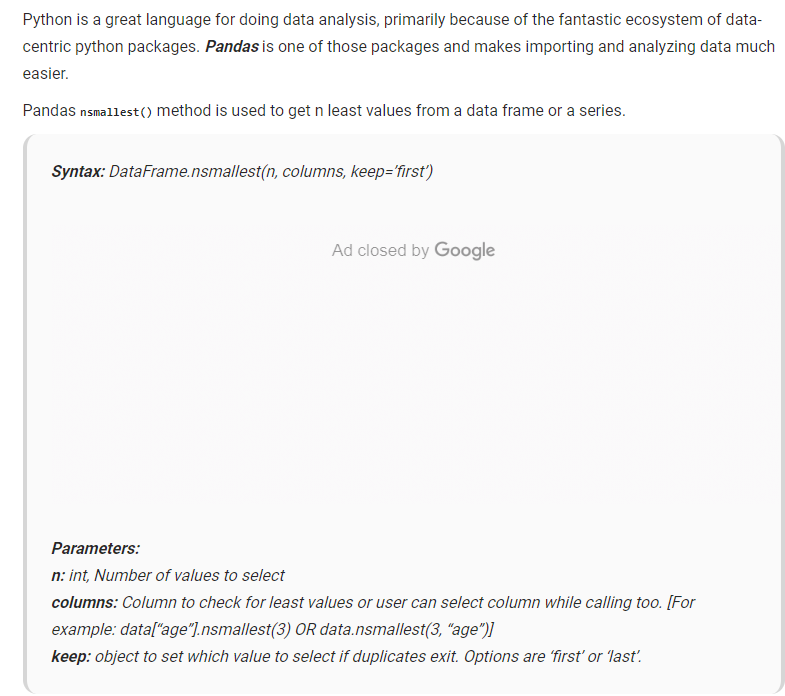 Python is a great language for doing data analysis, primarily because of the fantastic ecosystem of data-
centric python packages. Pandas is one of those packages and makes importing and analyzing data much
easier.
Pandas nsmallest() method is used to get n least values from a data frame or a series.
Syntax: DataFrame.nsmallest(n, columns, keep=’first’)
Ad closed by Google
Parameters:
n: int, Number of values to select
columns: Column to check for least values or user can select column while calling too. [For
example: data[“age”].nsmallest(3) OR data.nsmallest(3, “age”)]
keep: object to set which value to select if duplicates exit. Options are ‘first’ or ‘last’.